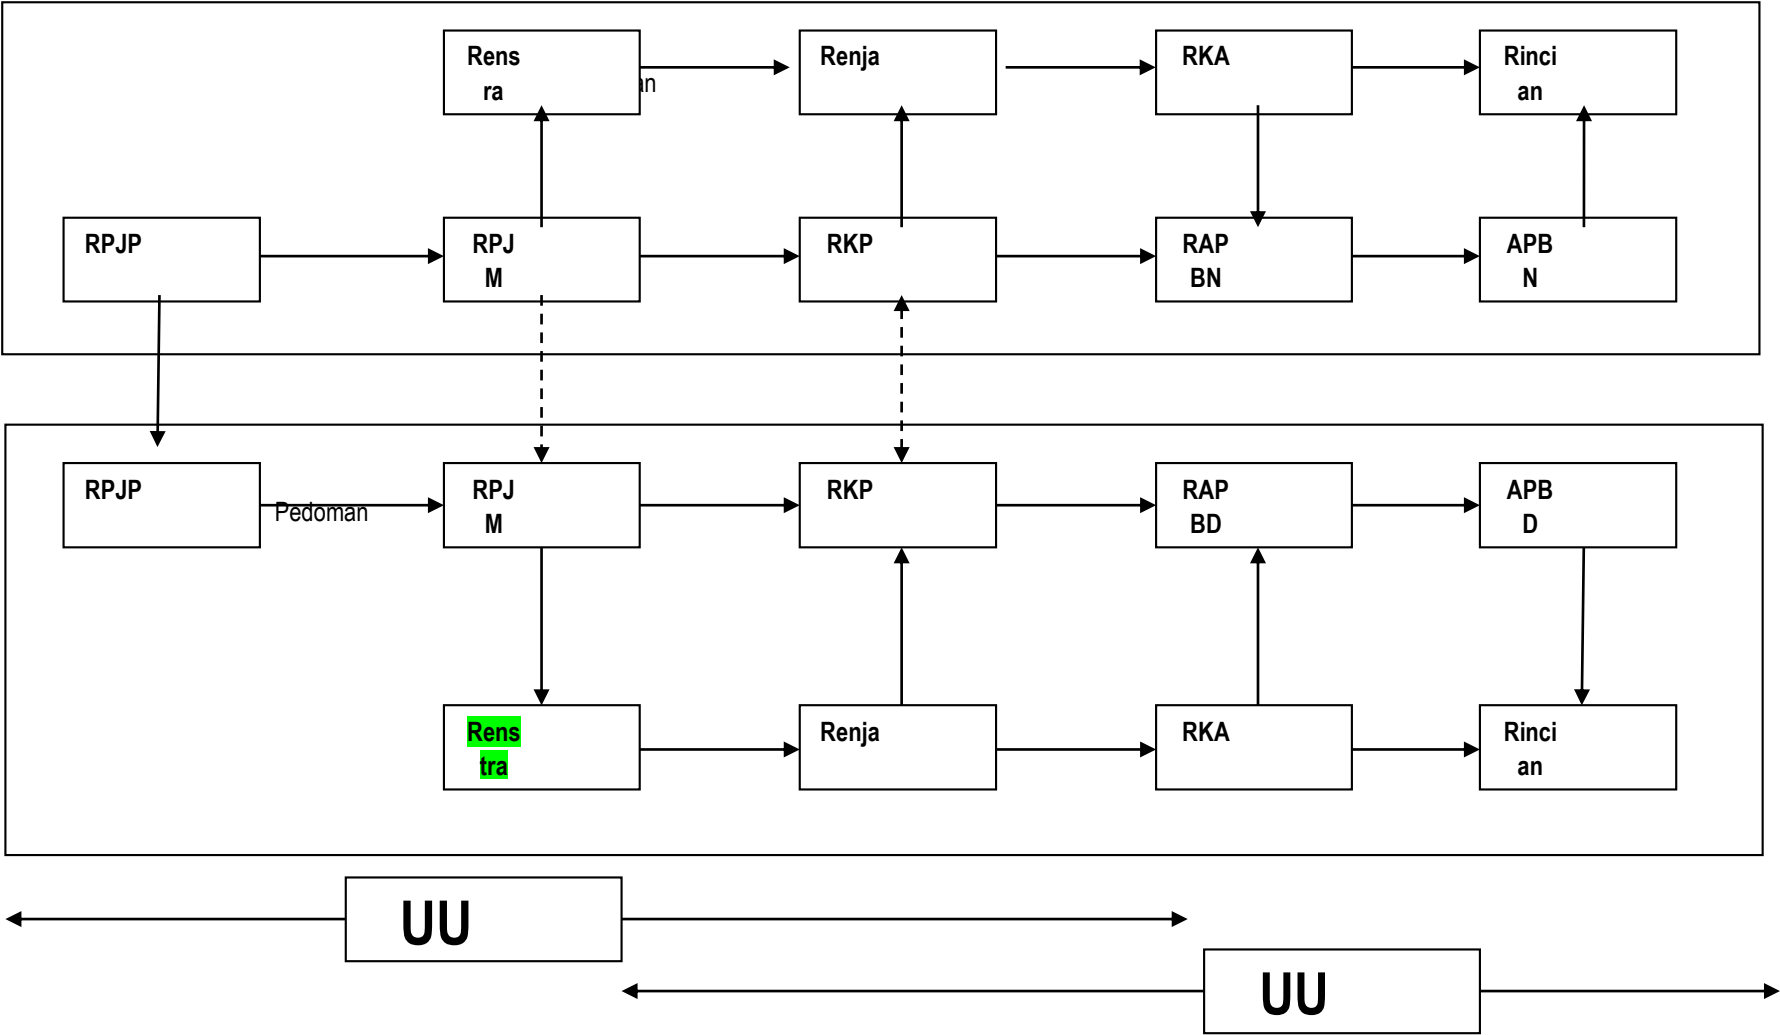 Rens
ra
Renja
RKA
Rinci
an
an
RPJP
RPJ
M
RKP
RAP
BN
APB
N
RPJP
Pedoman
RPJ
M
RKP
RAP
BD
APB
D
Rens
tra
Renja
RKA
Rinci
an
UU
UU